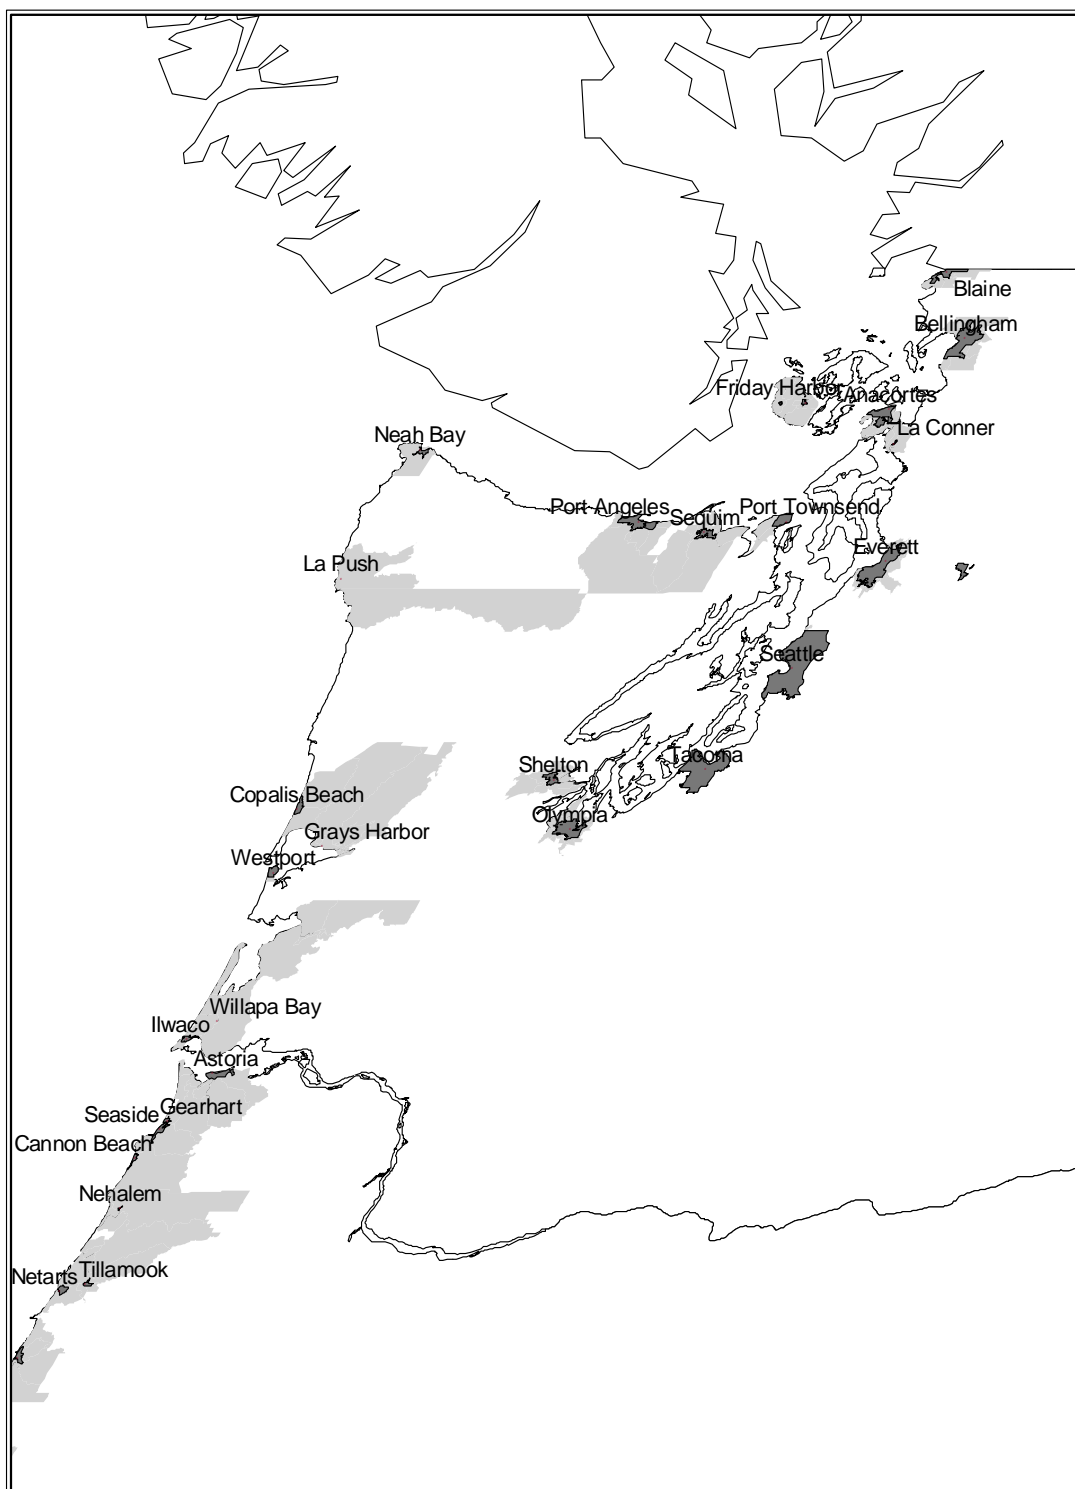 Blaine
Bellingham
Friday Harbor
Anacortes
La Conner
Neah Bay
Port Angeles
Sequim
Port Townsend
Everett
La Push
Seattle
Tacoma
Shelton
Copalis Beach
Olympia
Grays Harbor
Westport
Willapa Bay
Ilwaco
Astoria
Gearhart
Seaside
Cannon Beach
Nehalem
Tillamook
Netarts